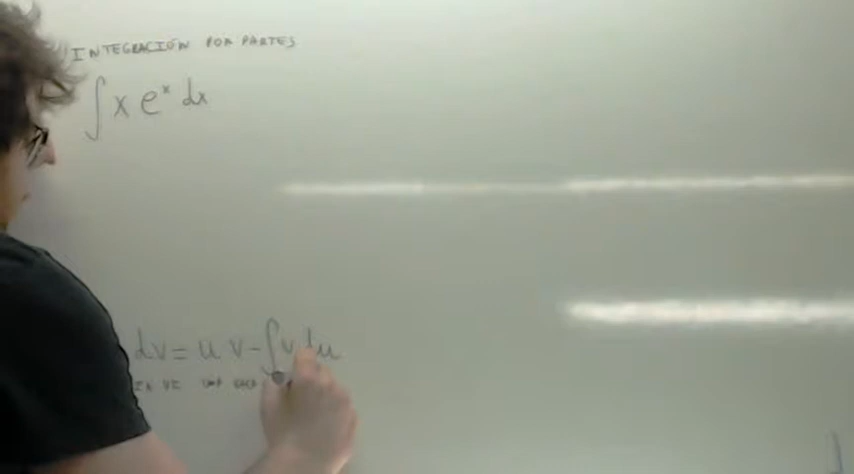 INTEGRACIÓN POR PARTES
∫ x eˣ dx
dv = u v - ∫ v du